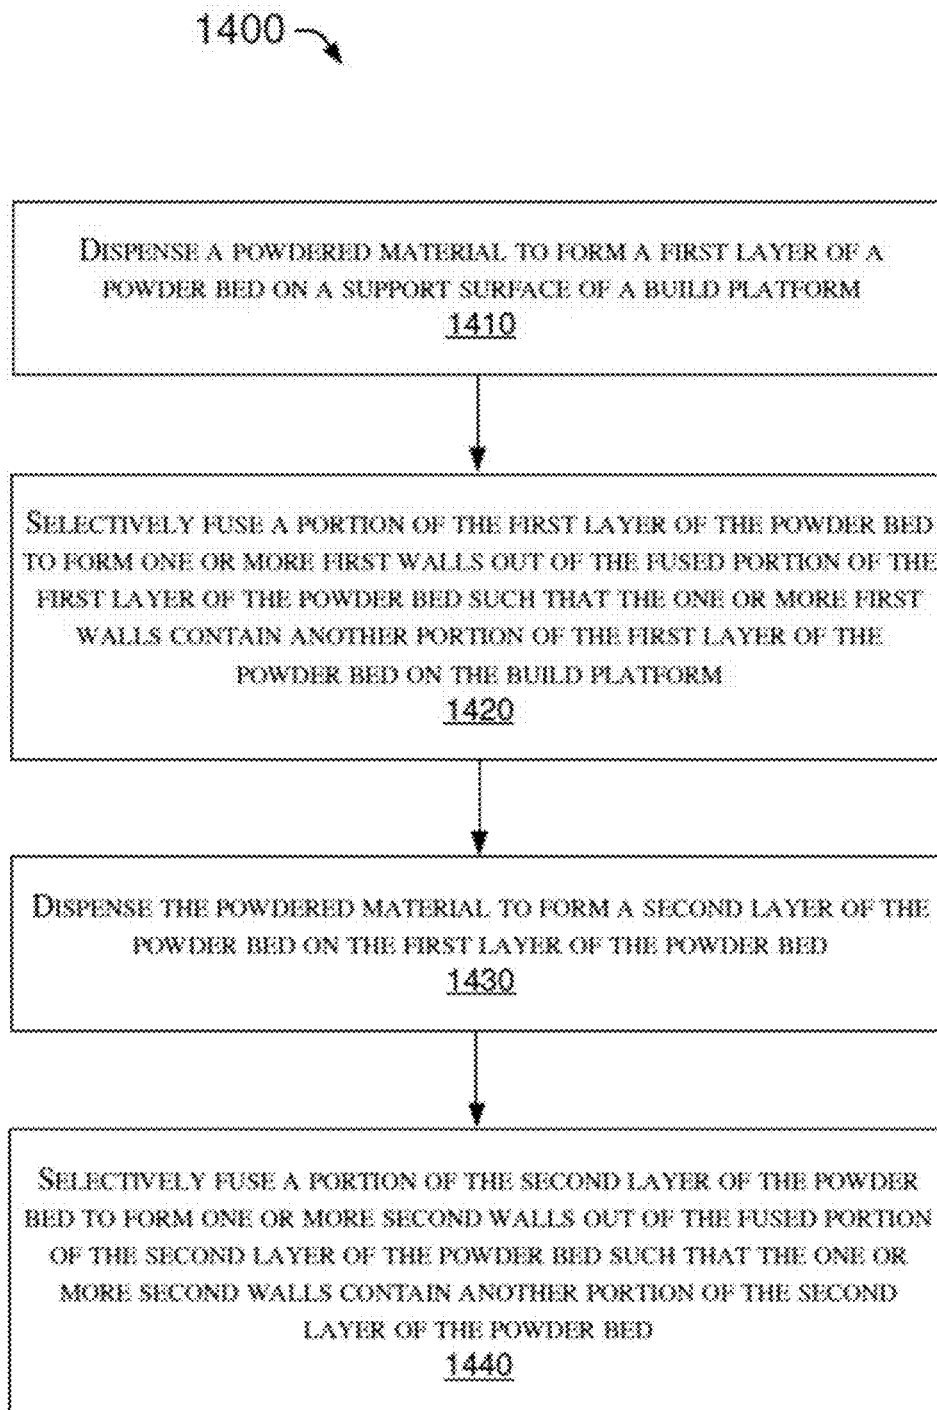 1400
DISPENSE A POWDERED MATERIAL TO FORM A FIRST LAYER OF A
POWDER BED ON A SUPPORT SURFACE OF A BUILD PLATFORM
1410
SELECTIVELY FUSE A PORTION OF THE FIRST LAYER OF THE POWDER BED
TO FORM ONE OR MORE FIRST WALLS OUT OF THE FUSED PORTION OF THE
FIRST LAYER OF THE POWDER BED SUCH THAT THE ONE OR MORE FIRST
WALLS CONTAIN ANOTHER PORTION OF THE FIRST LAYER OF THE
POWDER BED ON THE BUILD PLATFORM
1420
DISPENSE THE POWDERED MATERIAL TO FORM A SECOND LAYER OF THE
POWDER BED ON THE FIRST LAYER OF THE POWDER BED
1430
SELECTIVELY FUSE A PORTION OF THE SECOND LAYER OF THE POWDER
BED TO FORM ONE OR MORE SECOND WALLS OUT OF THE FUSED PORTION
OF THE SECOND LAYER OF THE POWDER BED SUCH THAT THE ONE OR
MORE SECOND WALLS CONTAIN ANOTHER PORTION OF THE SECOND
LAYER OF THE POWDER BED
1440